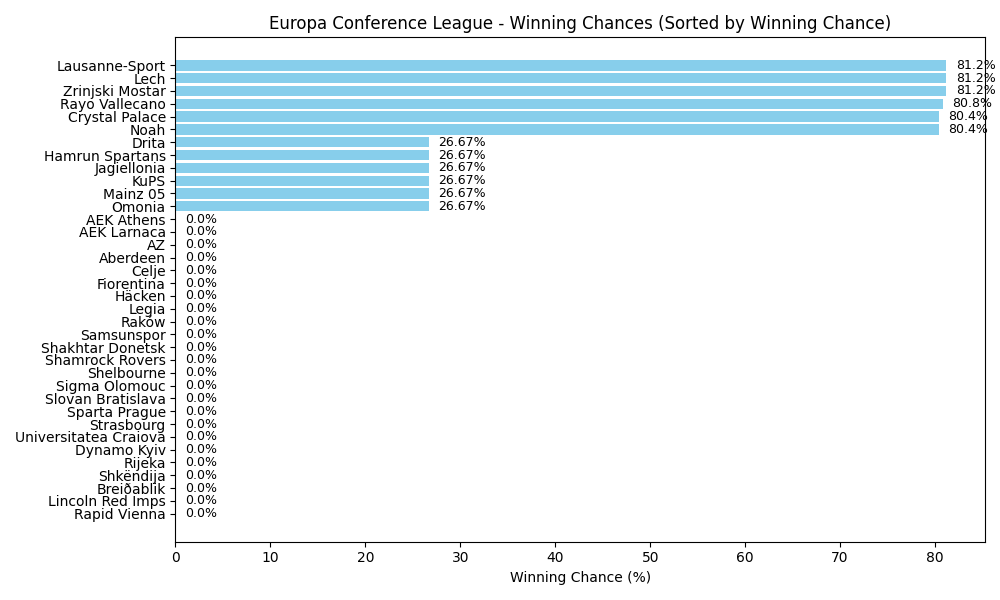 Europa Conference League - Winning Chances (Sorted by Winning Chance)
Lausanne-Sport 81.2%
Lech 81.2%
Zrinjski Mostar 81.2%
Rayo Vallecano 80.8%
Crystal Palace 80.4%
Noah 80.4%
Drita 26.67%
Hamrun Spartans 26.67%
Jagiellonia 26.67%
KuPS 26.67%
Mainz 05 26.67%
Omonia 26.67%
AEK Athens 0.0%
AEK Larnaca 0.0%
AZ 0.0%
Aberdeen 0.0%
Celje 0.0%
Fiorentina 0.0%
Häcken 0.0%
Legia 0.0%
Raków 0.0%
Samsunspor 0.0%
Shakhtar Donetsk 0.0%
Shamrock Rovers 0.0%
Shelbourne 0.0%
Sigma Olomouc 0.0%
Slovan Bratislava 0.0%
Sparta Prague 0.0%
Strasbourg 0.0%
Universitatea Craiova 0.0%
Dynamo Kyiv 0.0%
Rijeka 0.0%
Shkëndija 0.0%
Breiðablik 0.0%
Lincoln Red Imps 0.0%
Rapid Vienna 0.0%
0 10 20 30 40 50 60 70 80
Winning Chance (%)